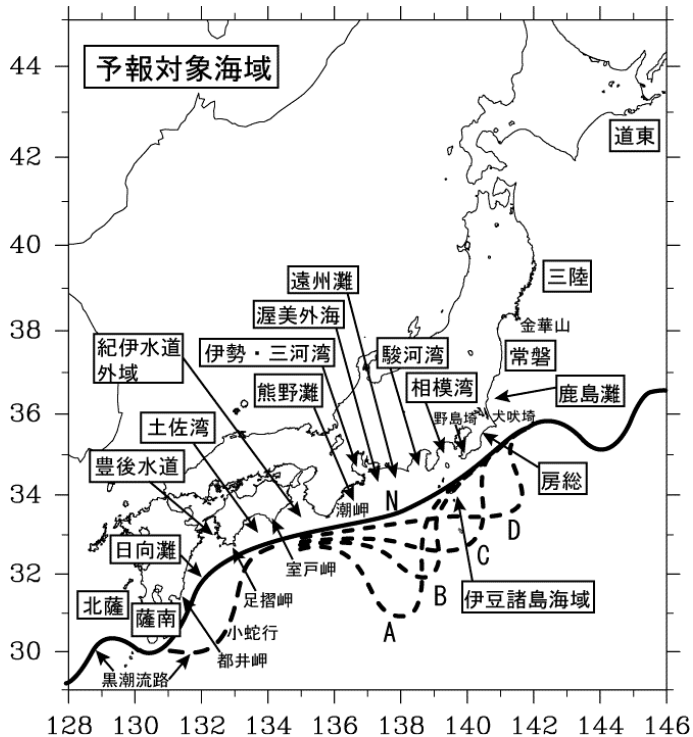 予報対象海域
44
42
40
38
36
34
32
30
道東
三陸
金華山
遠州灘
渥美外海
伊勢・三河湾
駿河湾
常磐
紀伊水道
外域
熊野灘
相模湾
鹿島灘
野島埼
犬吠埼
土佐湾
豊後水道
潮岬
N
房総
D
日向灘
室戸岬
C
足摺岬
B
伊豆諸島海域
北薩
薩南
小蛇行
A
都井岬
黒潮流路
128 130 132 134 136 138 140 142 144 146